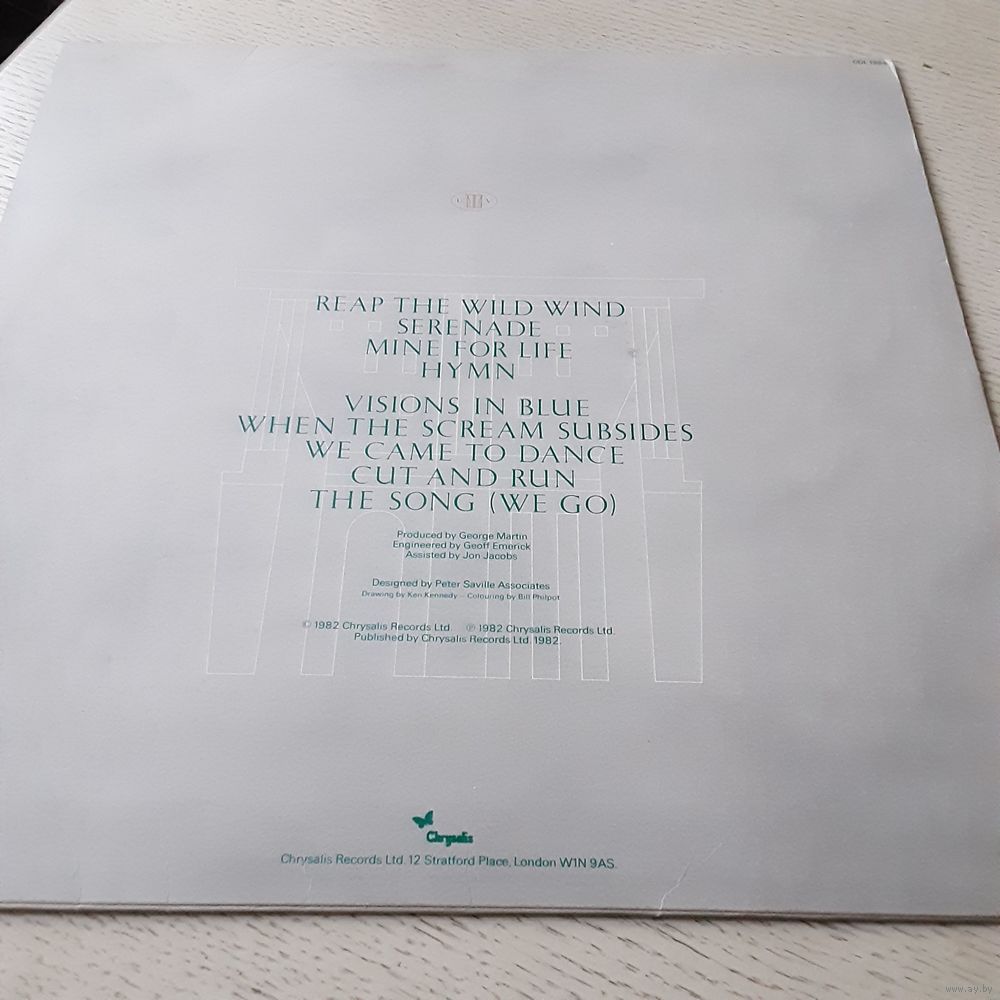 REAP THE WILD WIND
SERENADE
MINE FOR LIFE
HYMN
VISIONS IN BLUE
WHEN THE SCREAM SUBSIDES
WE CAME TO DANCE
CUT AND RUN
THE SONG (WE GO)
Produced by George Martin
Engineered by Geoff Emerick
Assisted by Jon Jacobs
Designed by Peter Saville Associates
Drawing by Ken Kennedy – Colouring by Bill Philpot
© 1982 Chrysalis Records Ltd. ℗ 1982 Chrysalis Records Ltd.
Published by Chrysalis Records Ltd. 1982.
Chrysalis
Chrysalis Records Ltd. 12 Stratford Place, London W1N 9AS.
www.ay.by